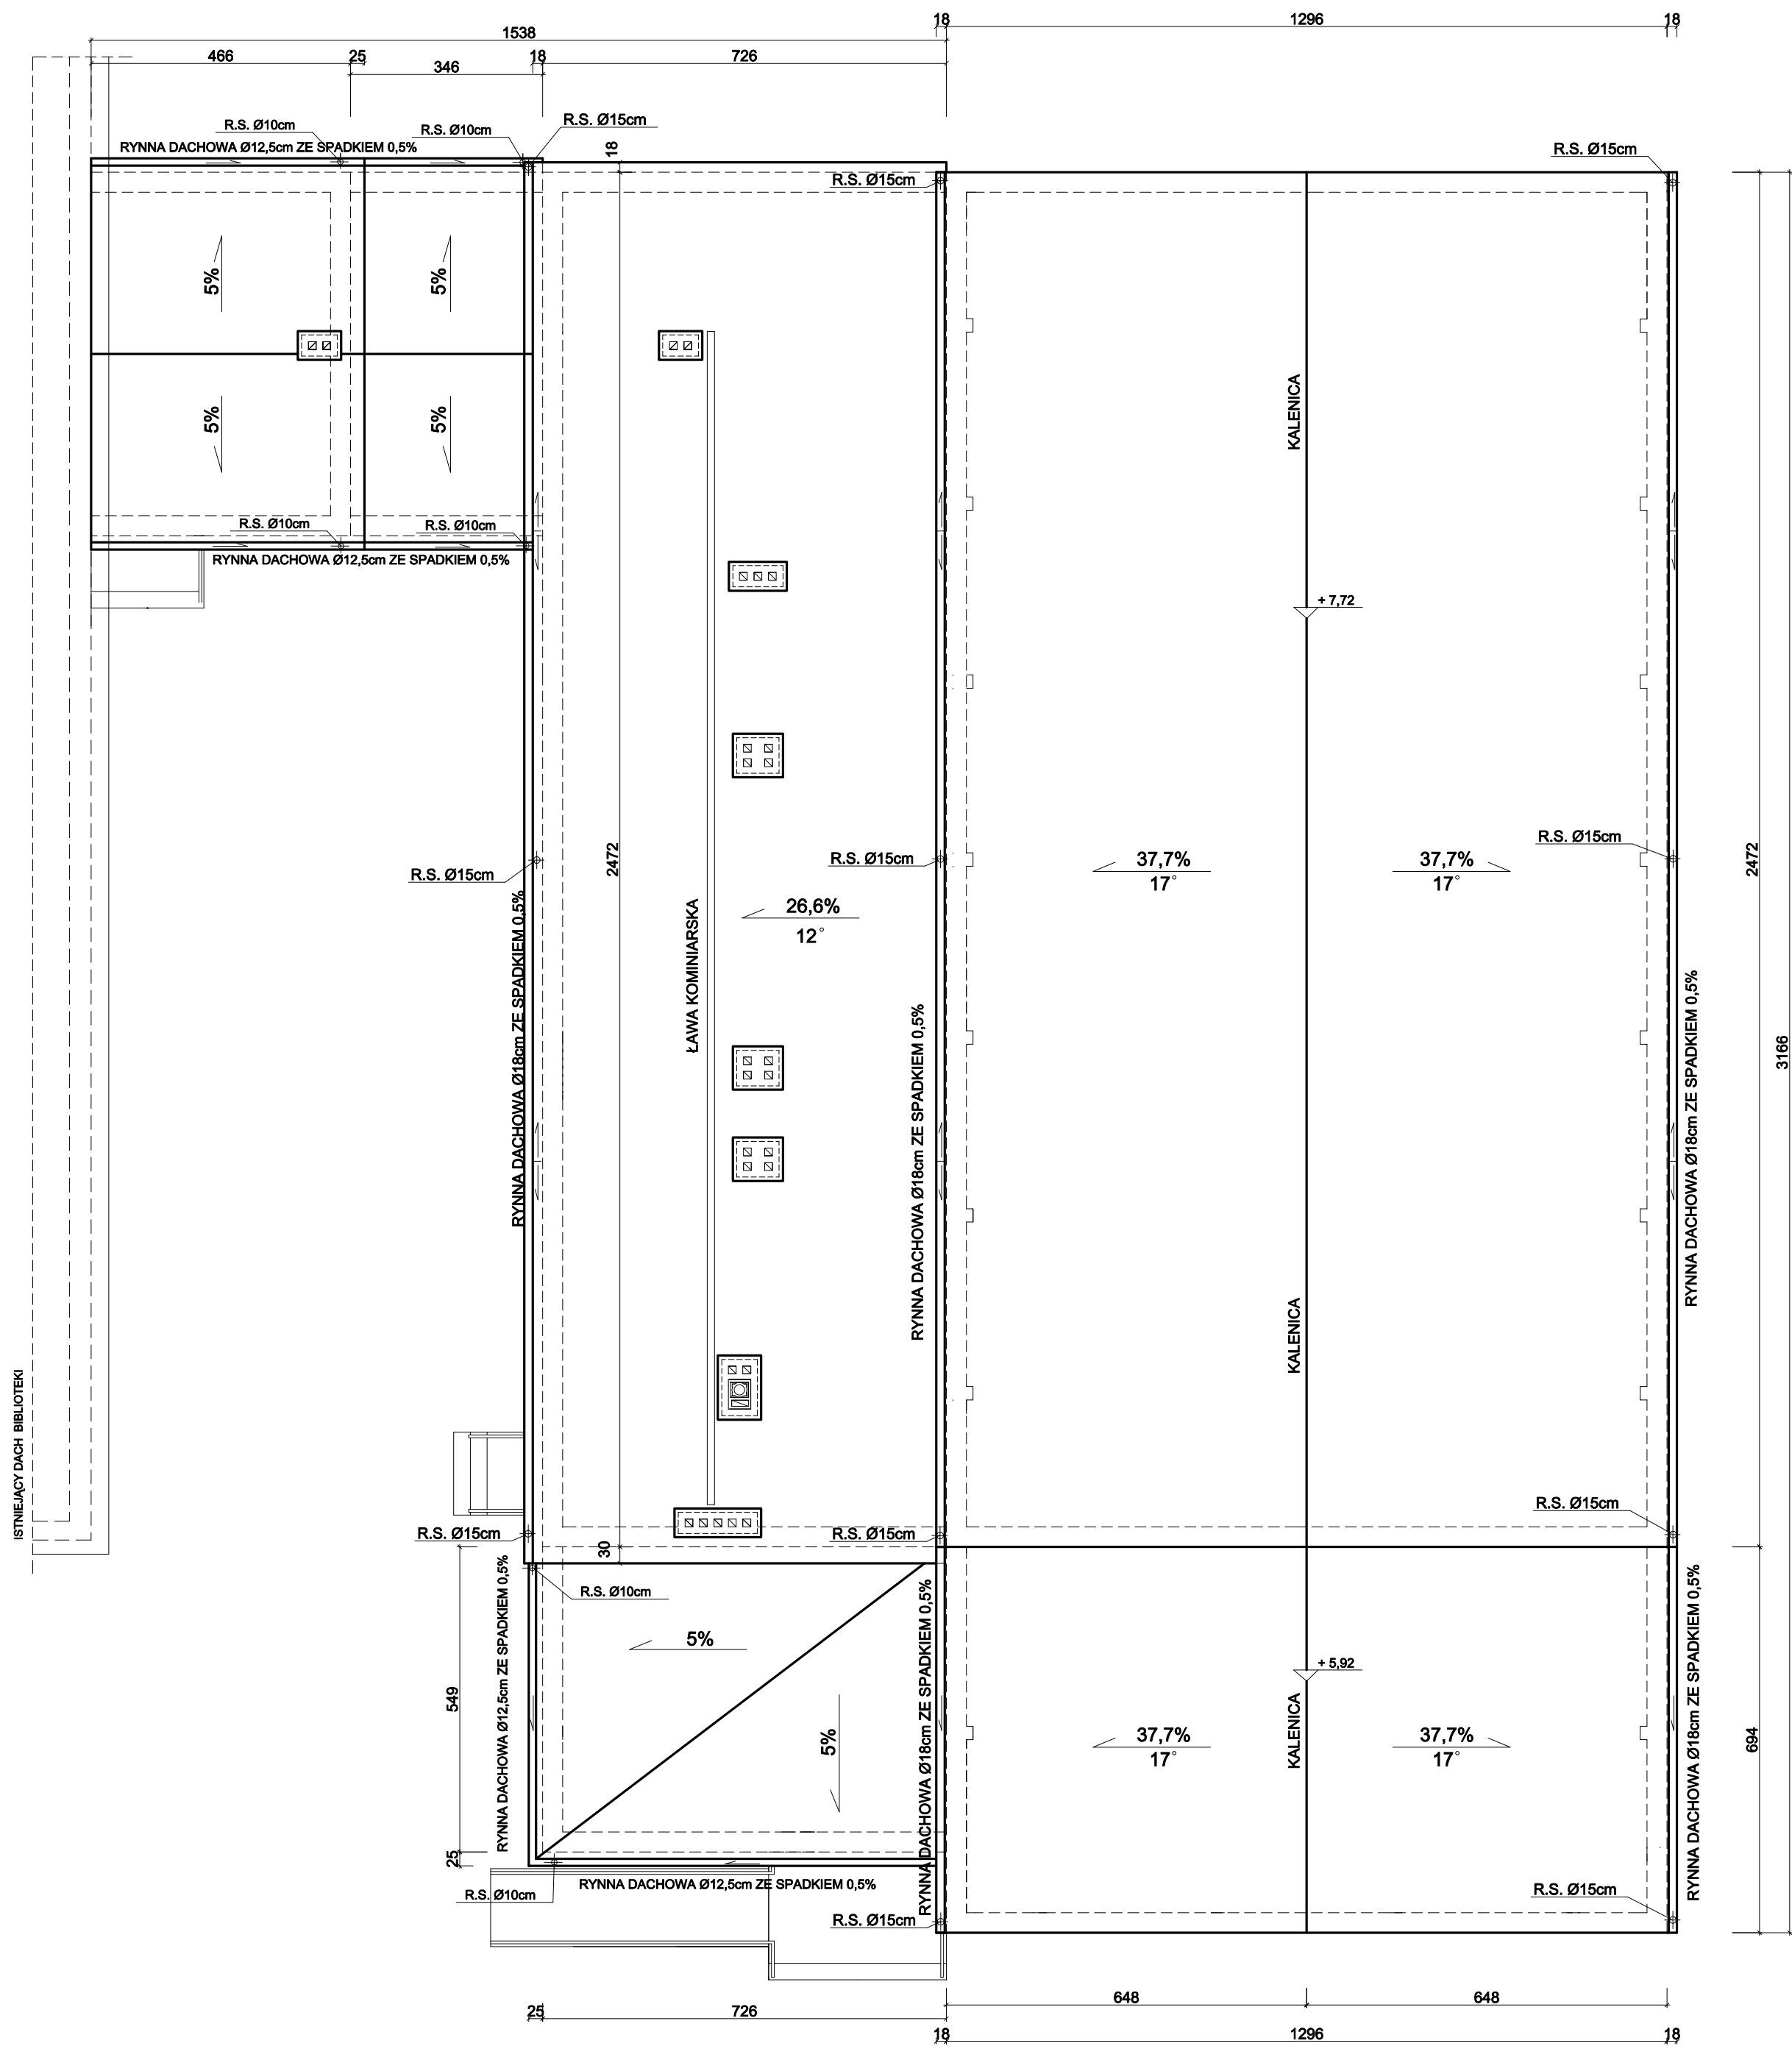 18
1296
18
1538
466
25
18
726
346
R.S. Ø10cm
R.S. Ø10cm
R.S. Ø15cm
RYNNA DACHOWA Ø12,5cm ZE SPADKIEM 0,5%
18
R.S. Ø15cm
R.S. Ø15cm
5%
5%
5%
5%
KALENICA
R.S. Ø10cm
R.S. Ø10cm
RYNNA DACHOWA Ø12,5cm ZE SPADKIEM 0,5%
+ 7,72
R.S. Ø15cm
2472
R.S. Ø15cm
37,7%
17°
37,7%
17°
R.S. Ø15cm
2472
RYNNA DACHOWA Ø18cm ZE SPADKIEM 0,5%
ŁAWA KOMINIARSKA
26,6%
12°
RYNNA DACHOWA Ø18cm ZE SPADKIEM 0,5%
RYNNA DACHOWA Ø18cm ZE SPADKIEM 0,5%
3166
KALENICA
ISTNIEJĄCY DACH BIBLIOTEKI
R.S. Ø15cm
R.S. Ø15cm
R.S. Ø15cm
30
R.S. Ø10cm
RYNNA DACHOWA Ø12,5cm ZE SPADKIEM 0,5%
5%
5%
549
25
RYNNA DACHOWA Ø18cm ZE SPADKIEM 0,5%
+ 5,92
KALENICA
37,7%
17°
37,7%
17°
RYNNA DACHOWA Ø18cm ZE SPADKIEM 0,5%
694
R.S. Ø10cm
RYNNA DACHOWA Ø12,5cm ZE SPADKIEM 0,5%
R.S. Ø15cm
R.S. Ø15cm
25
726
648
648
18
1296
18